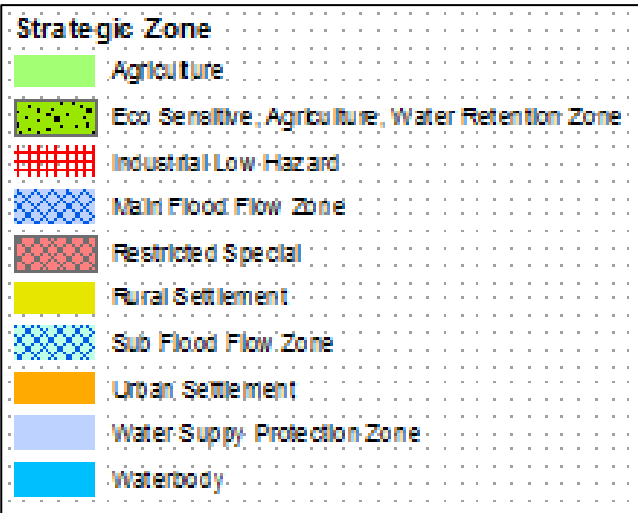 Strategic Zone
Agriculture
Eco Sensitive, Agriculture, Water Retention Zone
Industrial Low Hazard
Main Flood Flow Zone
Restricted Special
Rural Settlement
Sub Flood Flow Zone
Urban Settlement
Water Supply Protection Zone
Waterbody